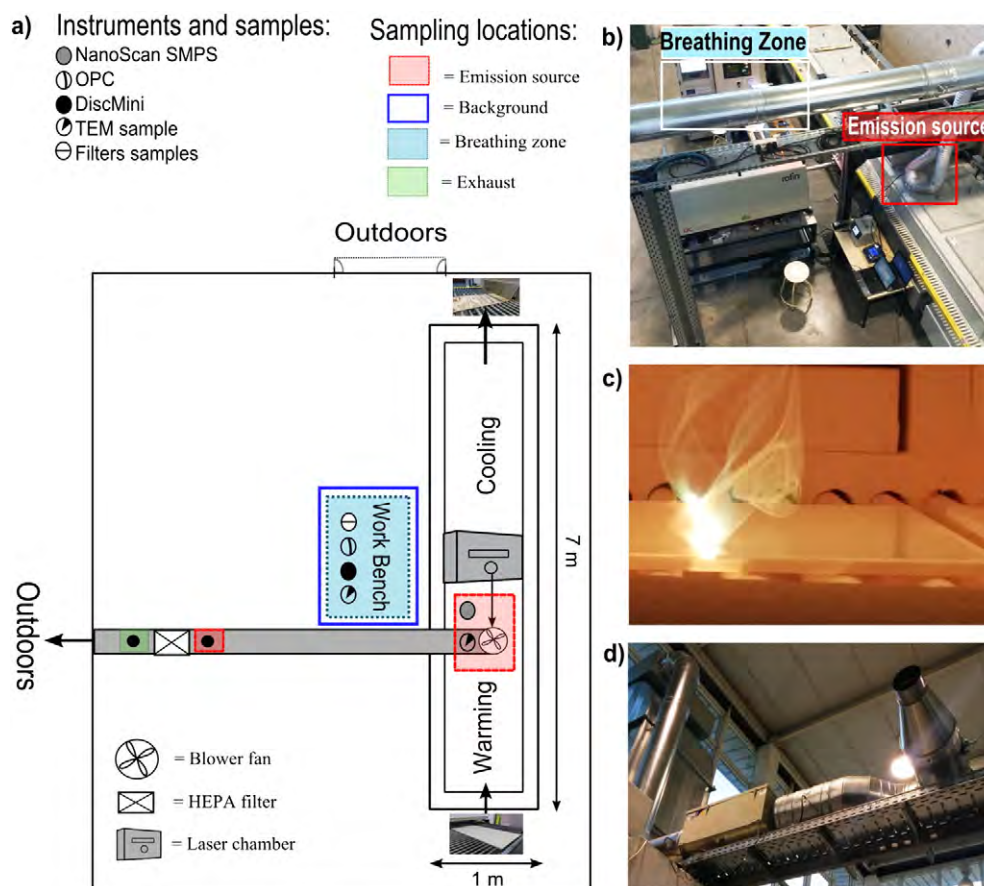 a)
Instruments and samples:
NanoScan SMPS
OPC
DiscMini
TEM sample
Filters samples
Sampling locations:
= Emission source
= Background
= Breathing zone
= Exhaust
Outdoors
Cooling
7 m
Work Bench
Outdoors
Warming
= Blower fan
= HEPA filter
= Laser chamber
1 m
b)
Breathing Zone
Emission source
rofin
c)
d)